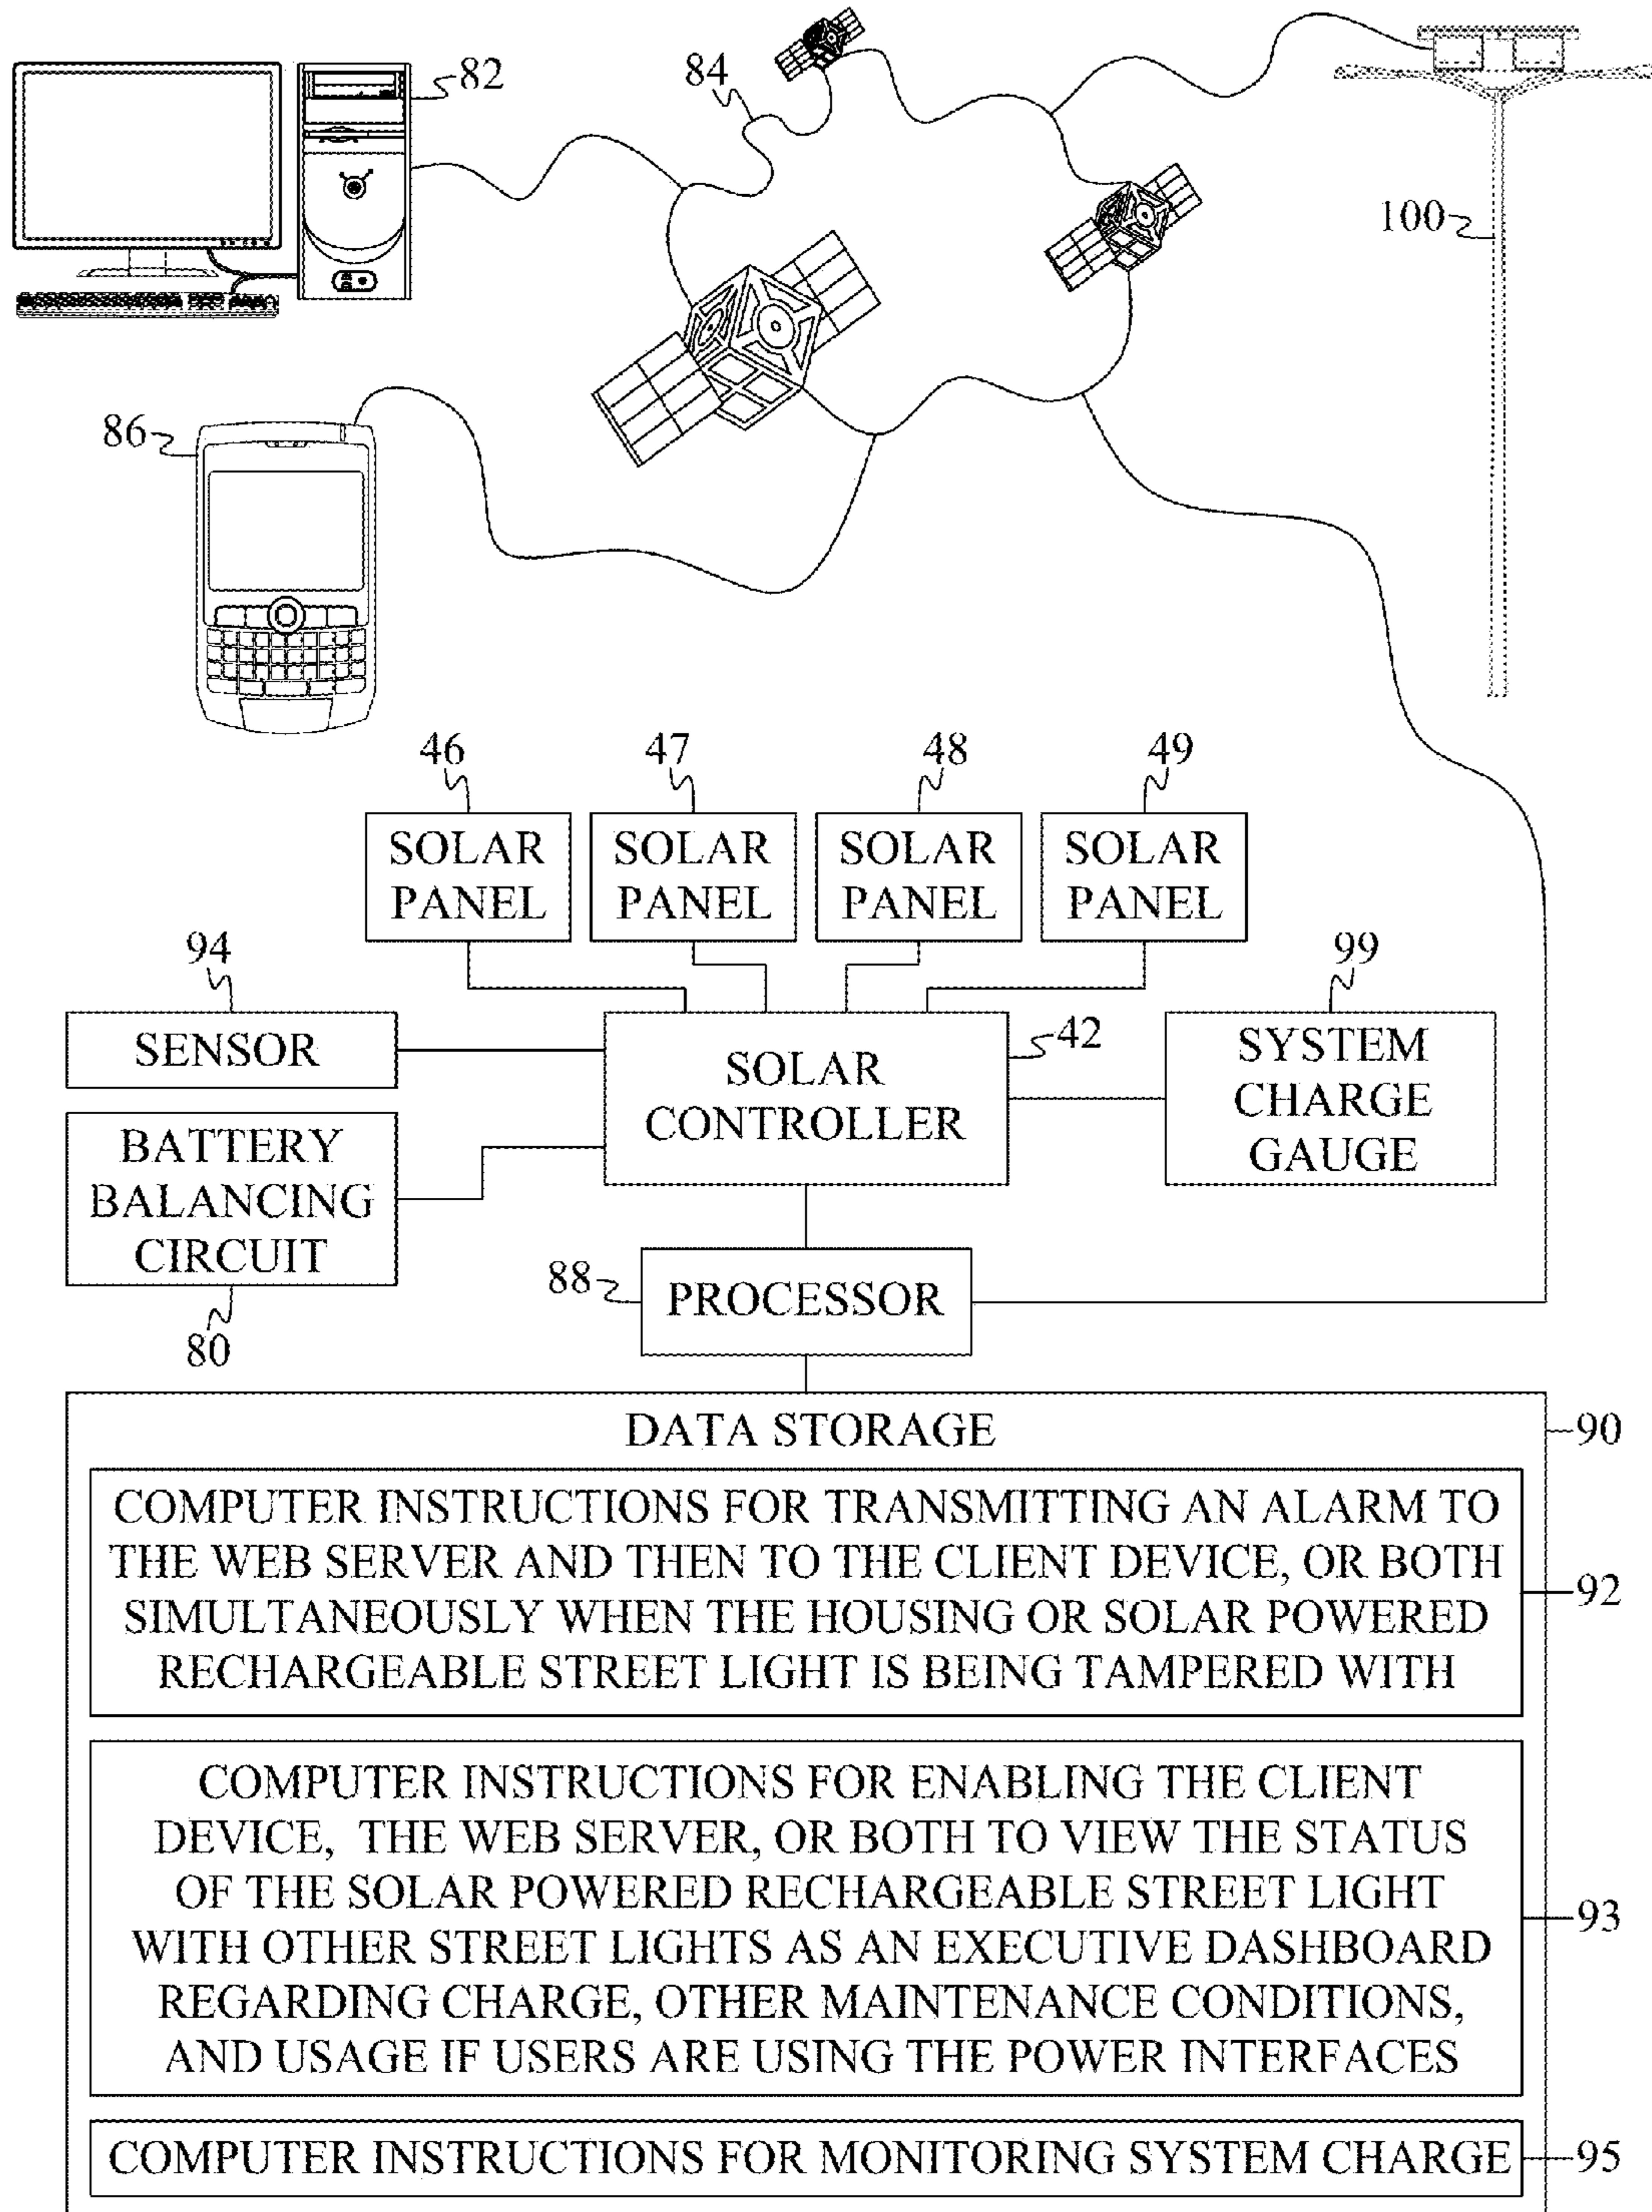 82
84
100
86
46
47
48
49
SOLAR
PANEL
SOLAR
PANEL
SOLAR
PANEL
SOLAR
PANEL
94
99
SENSOR
42
SOLAR
CONTROLLER
SYSTEM
CHARGE
GAUGE
BATTERY
BALANCING
CIRCUIT
80
88
PROCESSOR
DATA STORAGE
90
COMPUTER INSTRUCTIONS FOR TRANSMITTING AN ALARM TO
THE WEB SERVER AND THEN TO THE CLIENT DEVICE, OR BOTH
SIMULTANEOUSLY WHEN THE HOUSING OR SOLAR POWERED
RECHARGEABLE STREET LIGHT IS BEING TAMPERED WITH
92
COMPUTER INSTRUCTIONS FOR ENABLING THE CLIENT
DEVICE, THE WEB SERVER, OR BOTH TO VIEW THE STATUS
OF THE SOLAR POWERED RECHARGEABLE STREET LIGHT
WITH OTHER STREET LIGHTS AS AN EXECUTIVE DASHBOARD
REGARDING CHARGE, OTHER MAINTENANCE CONDITIONS,
AND USAGE IF USERS ARE USING THE POWER INTERFACES
93
COMPUTER INSTRUCTIONS FOR MONITORING SYSTEM CHARGE
95